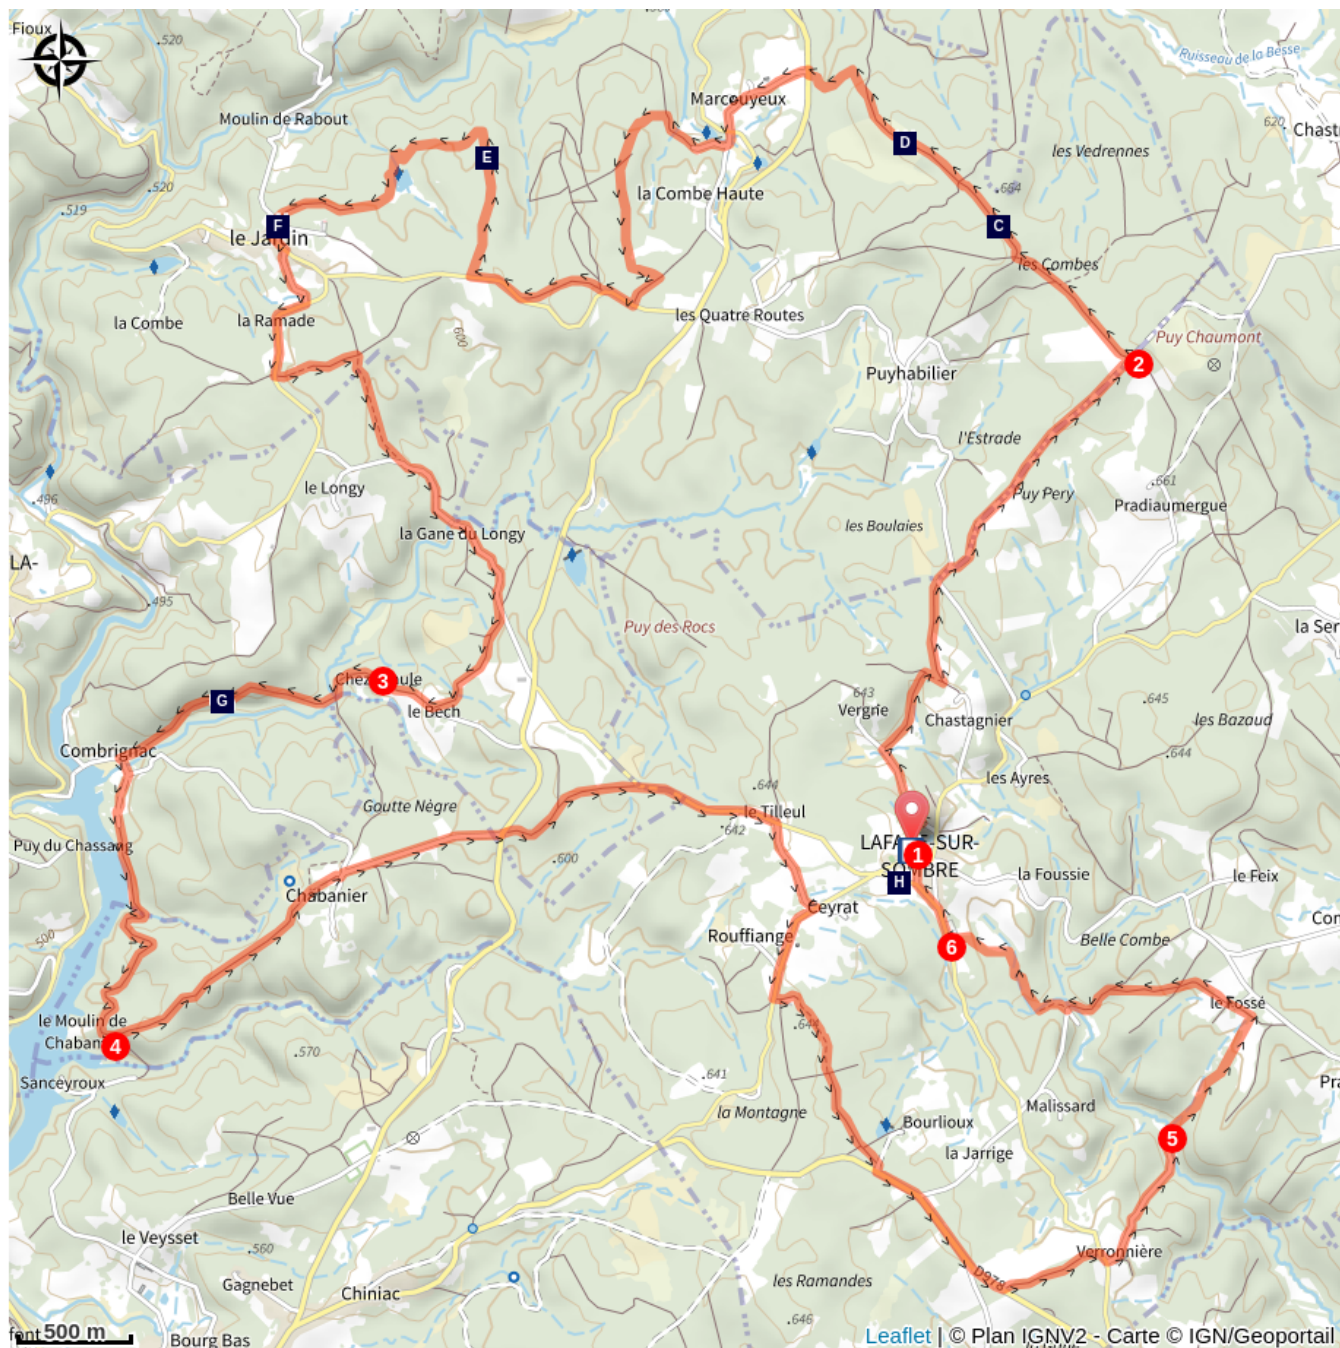 Fioux
.520
Ruisseau de la Besse
Marcouyeux
Moulin de Rabout
620
D
les Vedrennes
E
.520
.664
la Combe Haute
.519
F
C
le Jardin
les Combes
la Combe
la Ramade
les Quatre Routes
600
Puy Chaumont
2
Puyhabilier
l'Estrade
le Longy
Puy Pery
.661
.496
Pradiaumergue
la Gane du Longy
les Boulaies
LA-
.495
Puy des Rocs
la Ser
3
643
.645
G
Vergne
le Bech
Chastagnier
les Bazaud
Combrignac
.644
les Ayres
.644
Goutte Nègre
le Tilleul
.642
Puy du Chassang
1
.600
H
la Foussie
le Feix
Chabanier
Ceyrat
500
Rouffiange
Belle Combe
6
le Fossé
le Moulin de
4
.570
.641
Sanceyroux
la Montagne
Malissard
Bourlioux
5
la Jarrige
Belle Vue
le Veysset
.560
Verronnière
D978
Gagnebet
les Ramandes
Chiniac
.646
500 m
Bourg Bas
Leaflet | © Plan IGNV2 - Carte © IGN/Geoportail